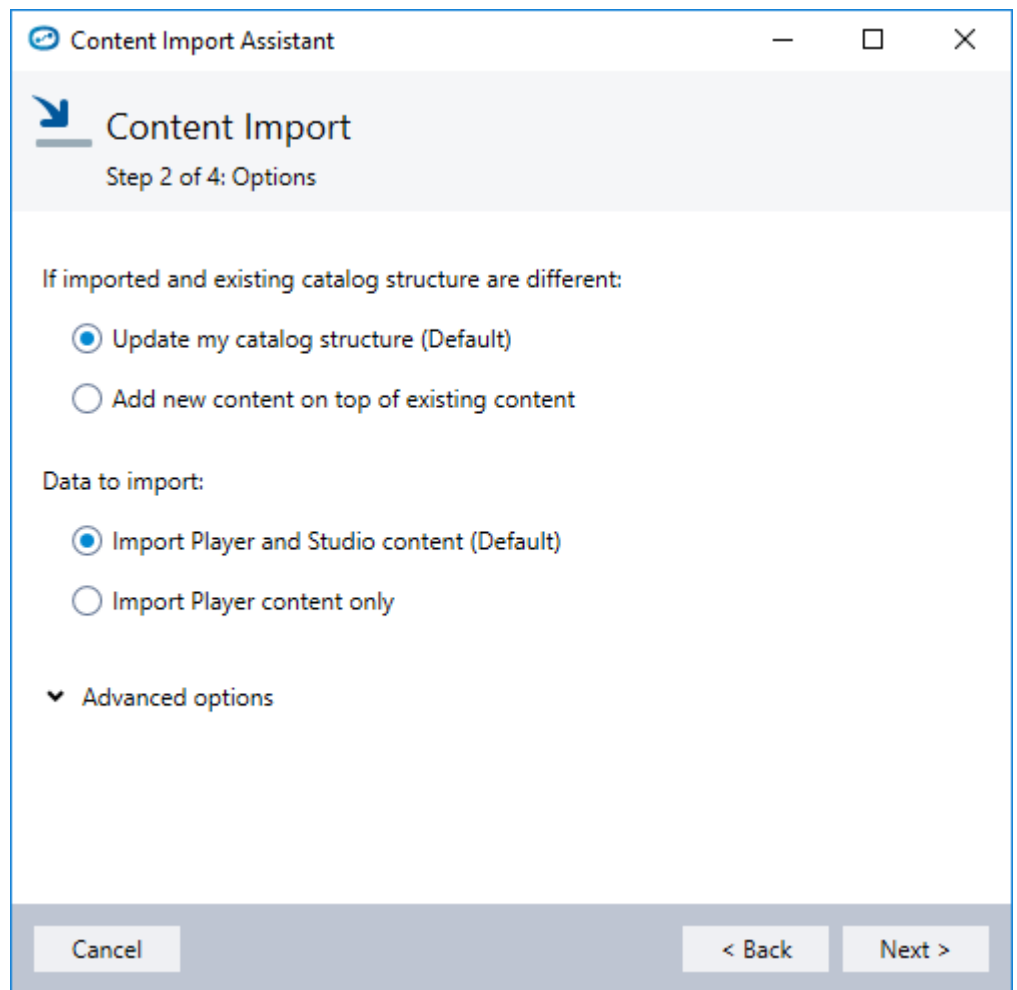 Content Import Assistant
Content Import
Step 2 of 4: Options
If imported and existing catalog structure are different:
Update my catalog structure (Default)
Add new content on top of existing content
Data to import:
Import Player and Studio content (Default)
Import Player content only
Advanced options
Cancel
< Back
Next >